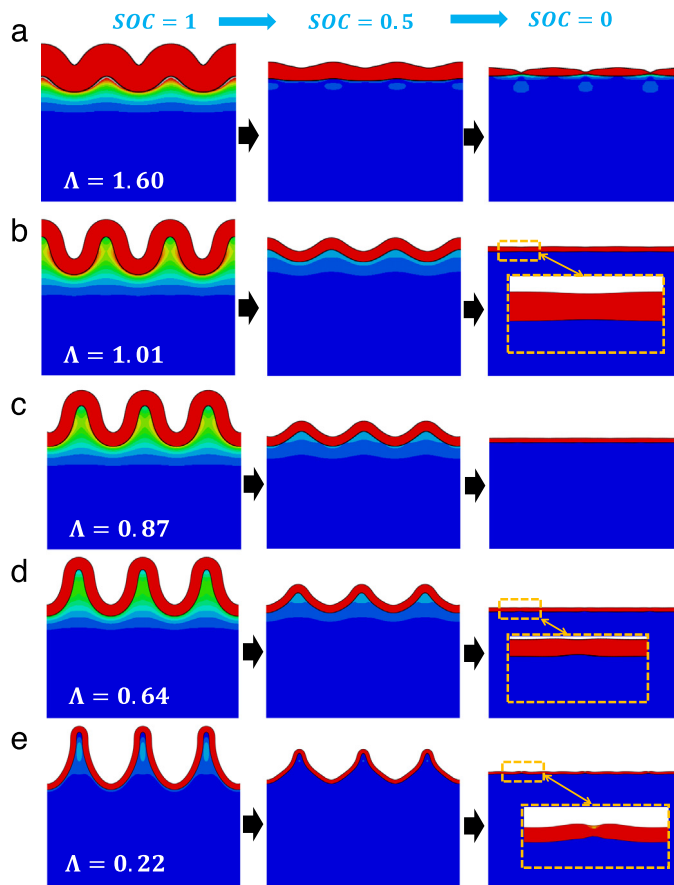 SOC = 1 SOC = 0.5 SOC = 0
a
Λ = 1.60
b
Λ = 1.01
c
Λ = 0.87
d
Λ = 0.64
e
Λ = 0.22